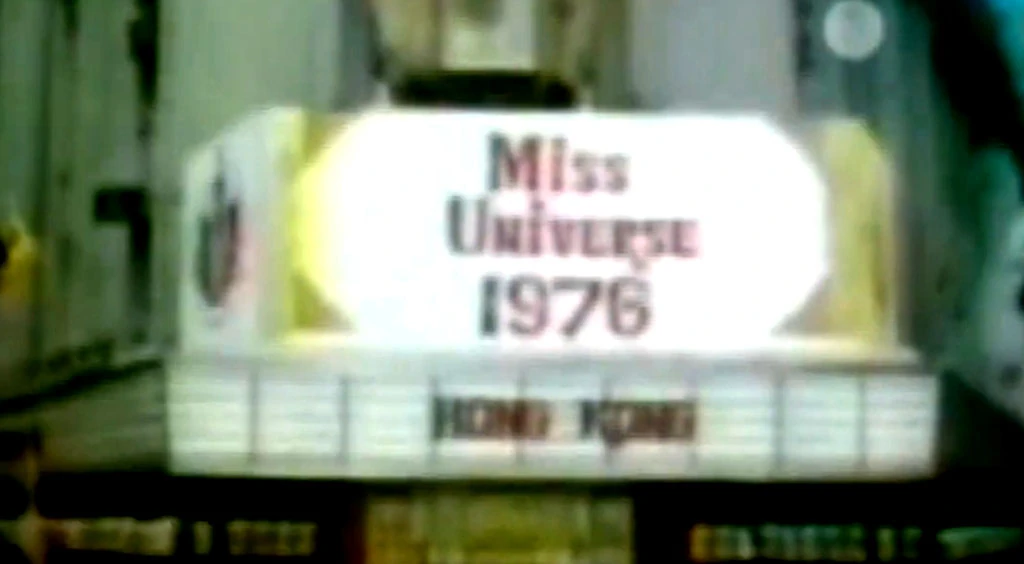 Miss
Universe
1976
HONG KONG